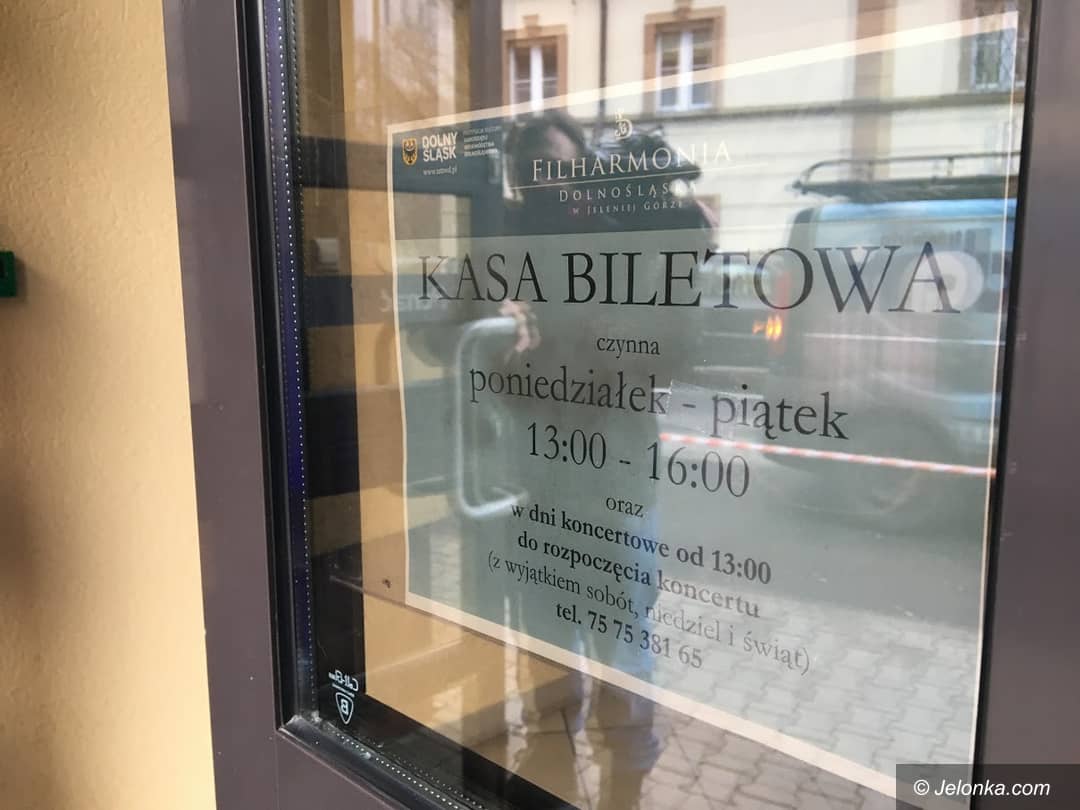 DOLNY
ŚLĄSK
FILHARMONIA
DOLNOŚLĄSKA
W JELENIEJ GÓRZE
KASA BILETOWA
czynna
poniedziałek - piątek
13:00 - 16:00
oraz
w dni koncertowe od 13:00
do rozpoczęcia koncertu
(z wyjątkiem sobót, niedziel i świąt)
tel. 75 75 381 65
© Jelonka.com